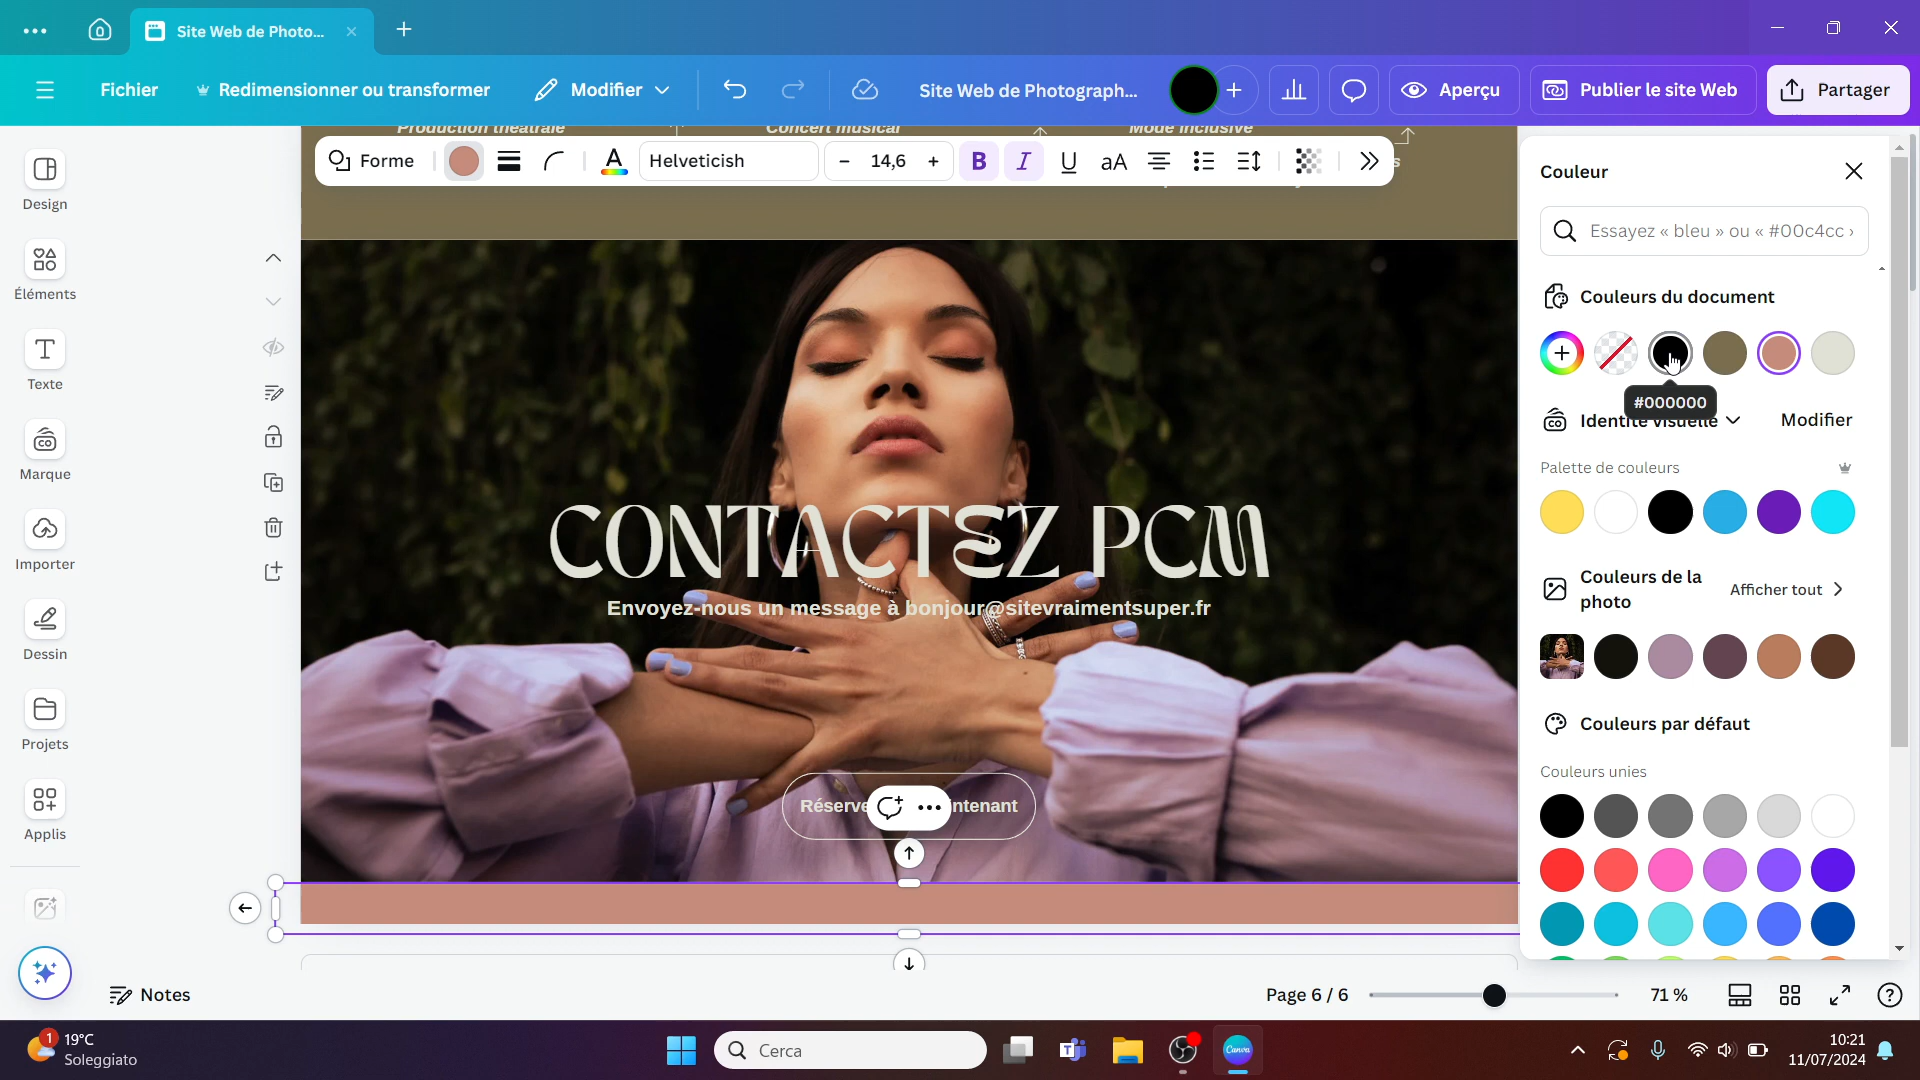 Site Web de Photo...
Fichier
Redimensionner ou transformer
Modifier
Site Web de Photograph...
Aperçu
Publier le site Web
Partager
Production théâtrale
Concert musical
Mode inclusive
Forme
Helveticish
14,6
B
I
U
aA
Design
Éléments
Texte
Marque
Importer
Dessin
Projets
Applis
CONTACTEZ PCM
Envoyez-nous un message à bonjour@sitevraimentsuper.fr
Réserve
intenant
Couleur
Essayez « bleu » ou « #00c4cc »
Couleurs du document
#000000
Identité visuelle
Modifier
Palette de couleurs
Couleurs de la
photo
Afficher tout
Couleurs par défaut
Couleurs unies
Notes
Page 6 / 6
71 %
1
19°C
Soleggiato
Cerca
Canva
10:21
11/07/2024